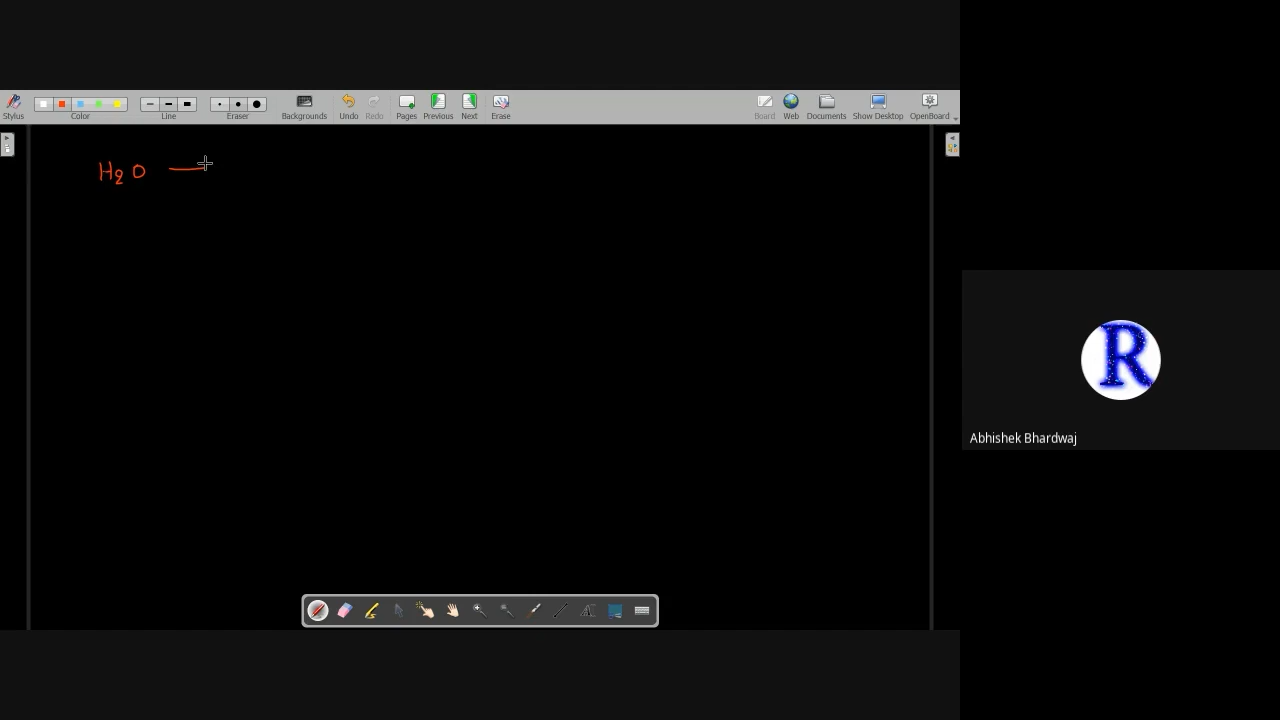 Stylus Color Line Eraser Backgrounds Undo Redo Pages Previous Next Erase Board Web Documents Show Desktop OpenBoard
H2O —
R
Abhishek Bhardwaj